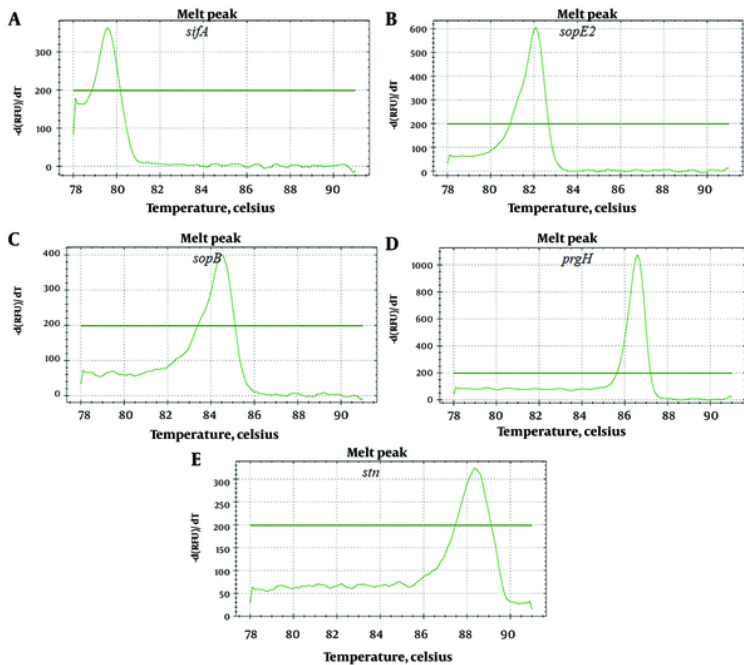 A
Melt peak
sifA
300
200
100
0
-d(RFU)/ dT
78 80 84 86 88 90
Temperature, celsius
B
Melt peak
sopE2
600
500
400
300
200
100
0
-d(RFU)/ dT
78 80 82 84 86 88 90
Temperature, celsius
C
Melt peak
sopB
400
300
200
100
0
-d(RFU)/ dT
78 80 82 84 86 88 90
Temperature, celsius
D
Melt peak
prgH
1000
800
600
400
200
0
-d(RFU)/ dT
78 80 82 84 86 88 90
Temperature, celsius
E
Melt peak
stn
300
250
200
150
100
50
0
-d(RFU)/ dT
78 80 82 84 86 88 90
Temperature, celsius